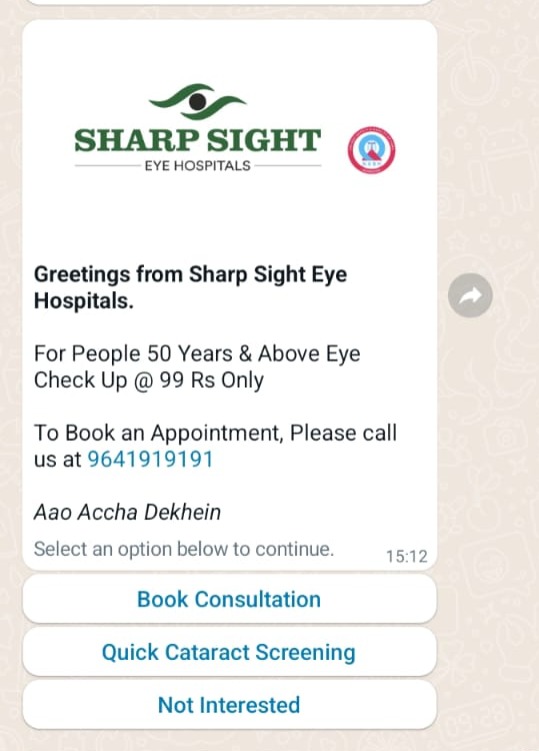 SHARP SIGHT
EYE HOSPITALS
Greetings from Sharp Sight Eye
Hospitals.
For People 50 Years & Above Eye
Check Up @ 99 Rs Only
To Book an Appointment, Please call
us at 9641919191
Aao Accha Dekhein
Select an option below to continue.
15:12
Book Consultation
Quick Cataract Screening
Not Interested